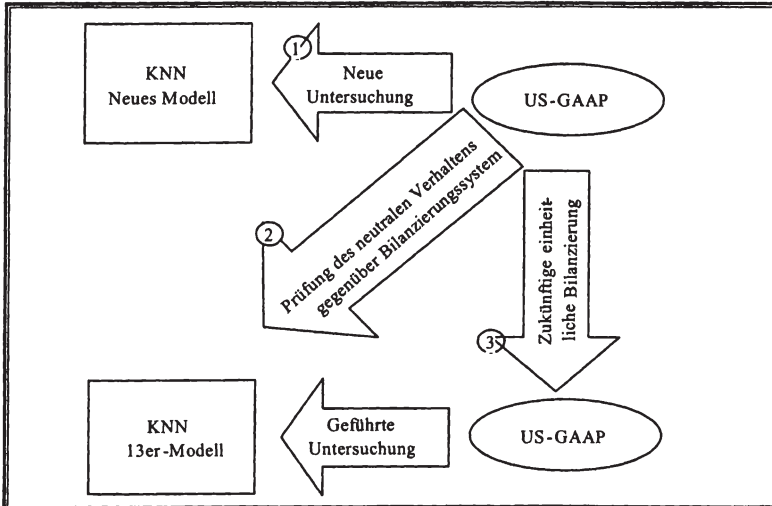 KNN
Neues Modell
1
Neue
Untersuchung
US-GAAP
2
Prüfung des neutralen Verhaltens
gegenüber Bilanzierungssystem
Zukünftige einheit-
liche Bilanzierung
3
KNN
13er-Modell
Geführte
Untersuchung
US-GAAP